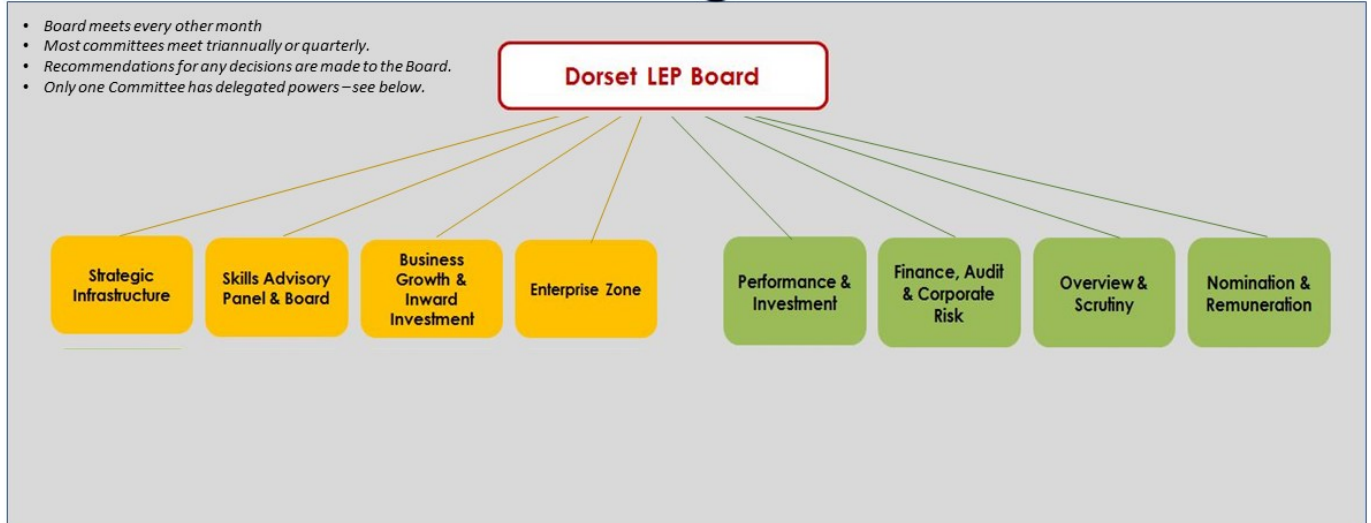 • Board meets every other month
• Most committees meet triannually or quarterly.
• Recommendations for any decisions are made to the Board.
• Only one Committee has delegated powers – see below.
Dorset LEP Board
Strategic
Infrastructure
Skills Advisory
Panel & Board
Business
Growth &
Inward
Investment
Enterprise Zone
Performance &
Investment
Finance, Audit
& Corporate
Risk
Overview &
Scrutiny
Nomination &
Remuneration